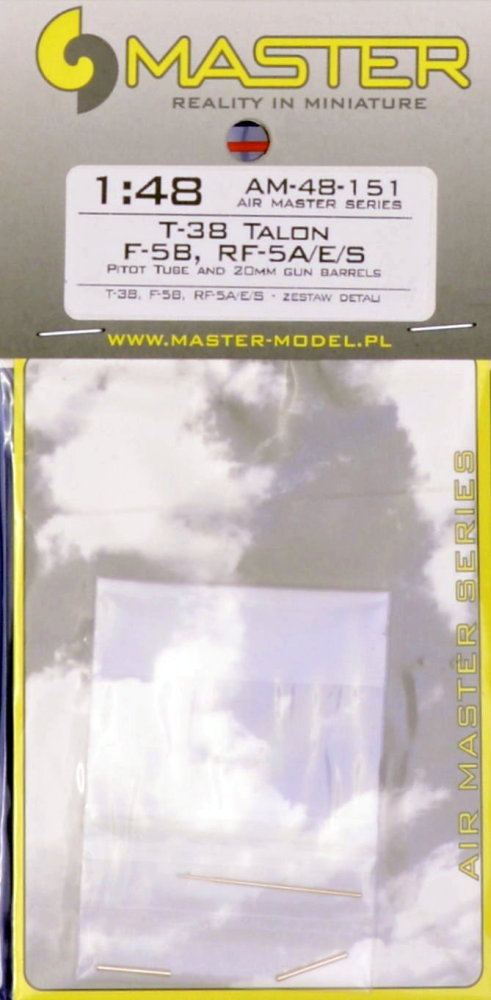 MASTER
REALITY IN MINIATURE
1:48
AM-48-151
AIR MASTER SERIES
T-38 TALON
F-5B, RF-5A/E/S
PITOT TUBE AND 20MM GUN BARRELS
T-38, F-5B, RF-5A/E/S - ZESTAW DETALI
WWW.MASTER-MODEL.PL
AIR MASTER SERIES